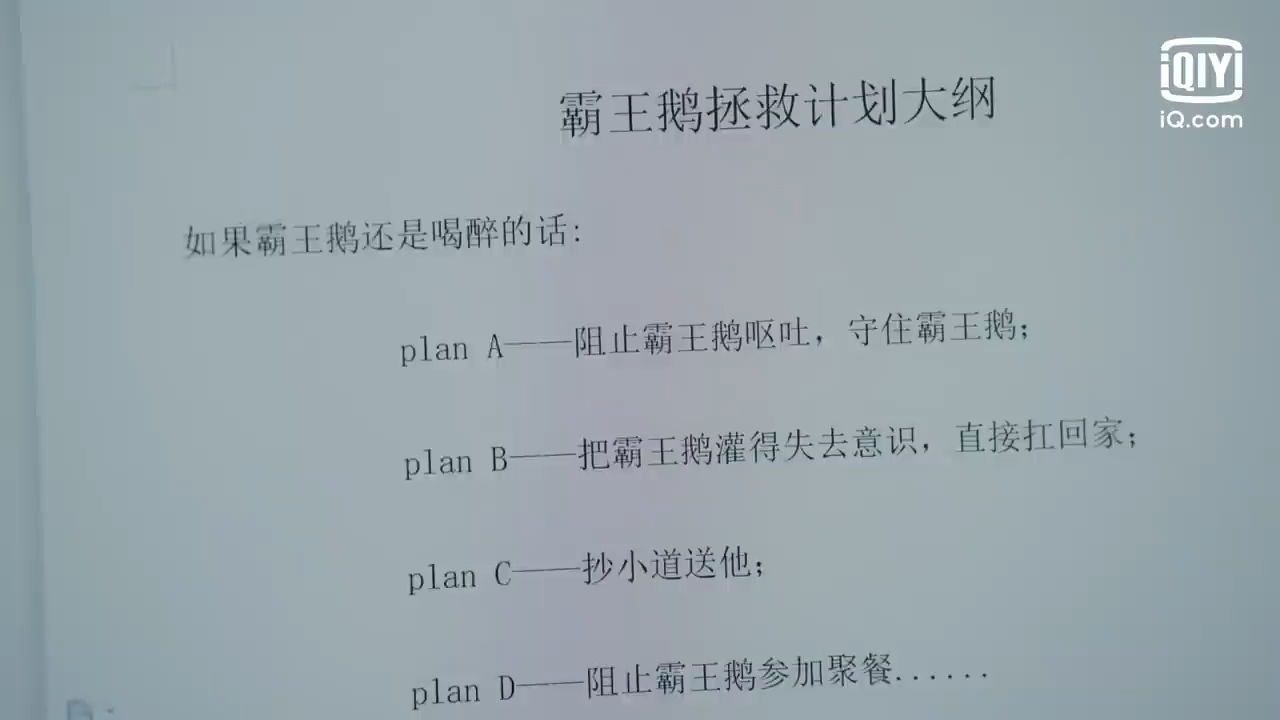 iQIYI
iQ.com
霸王鹅拯救计划大纲
如果霸王鹅还是喝醉的话:
plan A——阻止霸王鹅呕吐，守住霸王鹅；
plan B——把霸王鹅灌得失去意识，直接扛回家；
plan C——抄小道送他；
plan D——阻止霸王鹅参加聚餐......